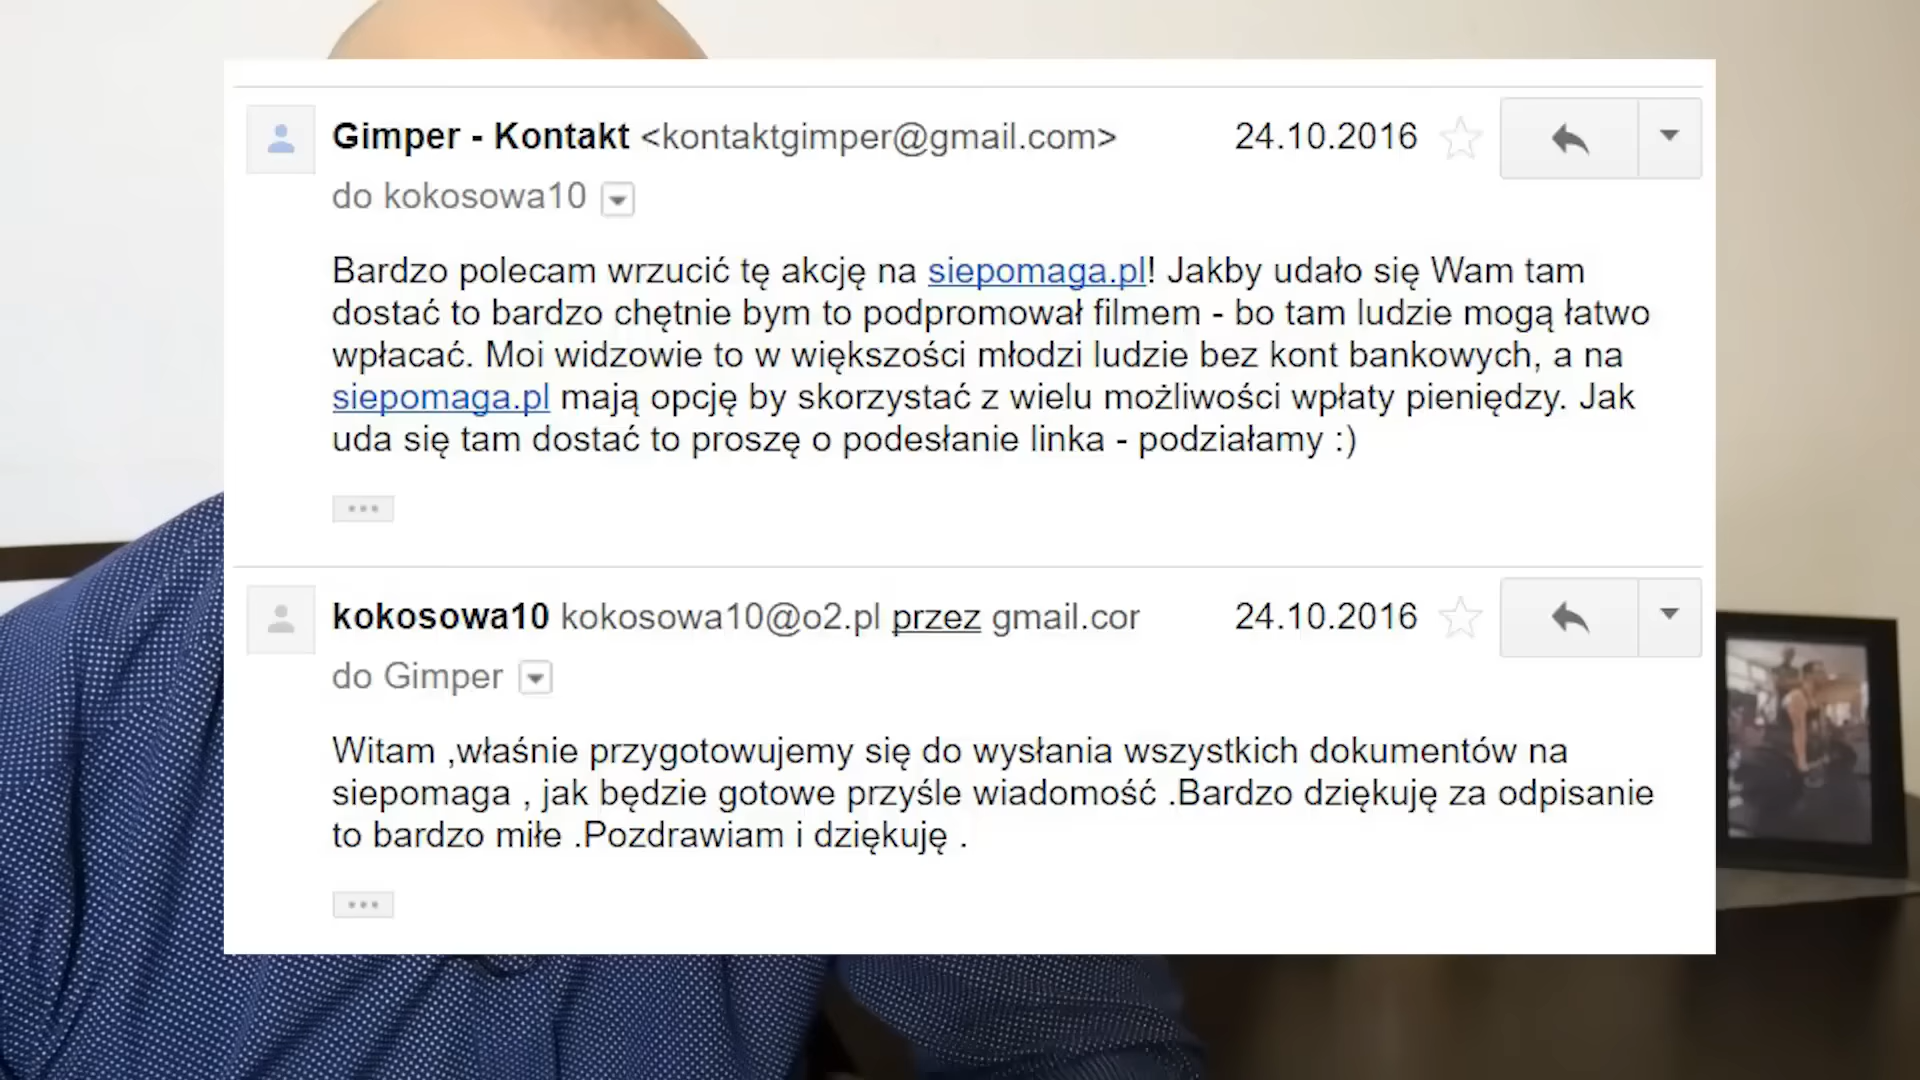 Gimper - Kontakt <kontaktgimper@gmail.com> 24.10.2016
do kokosowa10
Bardzo polecam wrzucić tę akcję na siepomaga.pl! Jakby udało się Wam tam
dostać to bardzo chętnie bym to podpromował filmem - bo tam ludzie mogą łatwo
wpłacać. Moi widzowie to w większości młodzi ludzie bez kont bankowych, a na
siepomaga.pl mają opcję by skorzystać z wielu możliwości wpłaty pieniędzy. Jak
uda się tam dostać to proszę o podesłanie linka - podziałamy :)
kokosowa10 kokosowa10@o2.pl przez gmail.cor 24.10.2016
do Gimper
Witam ,właśnie przygotowujemy się do wysłania wszystkich dokumentów na
siepomaga , jak będzie gotowe przyśle wiadomość .Bardzo dziękuję za odpisanie
to bardzo miłe .Pozdrawiam i dziękuję .